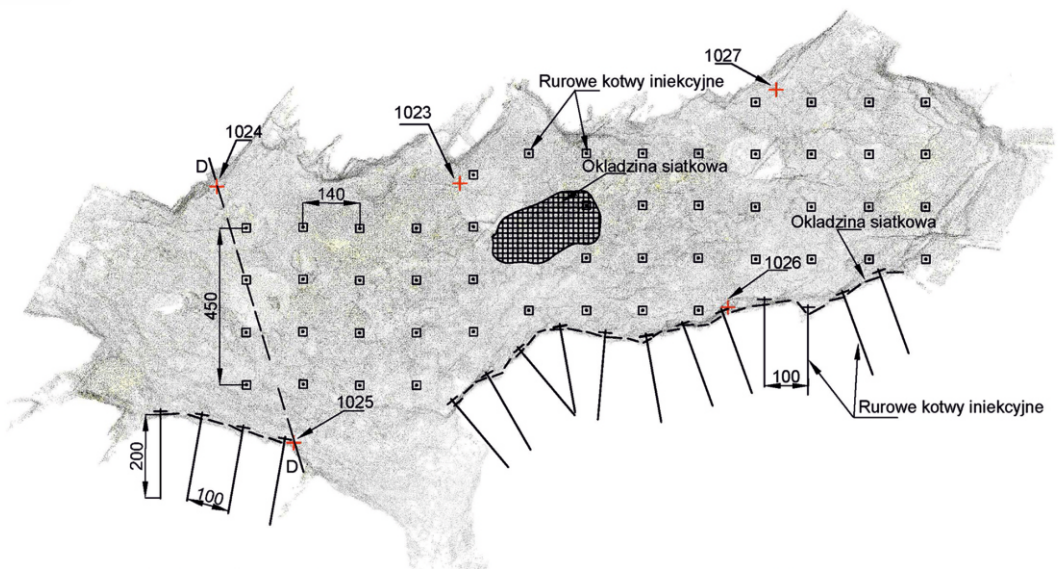 1027
Rurowe kotwy iniekcyjne
1023
1024
D
Okladzina siatkowa
140
Okladzina siatkowa
1026
450
100
1025
Rurowe kotwy iniekcyjne
D
200
100